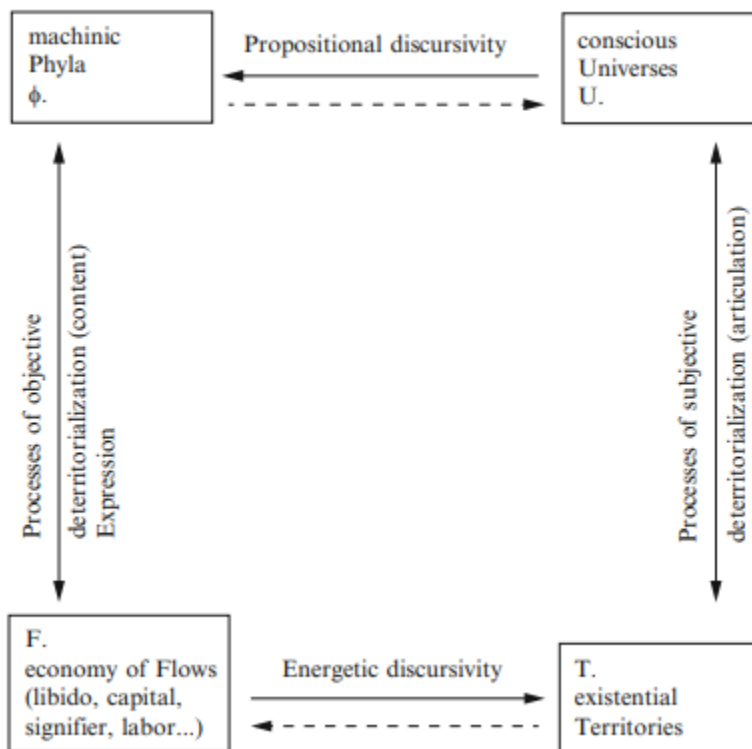 machinic
Phyla
ϕ.
Propositional discursivity
conscious
Universes
U.
Processes of objective
deterritorialization (content)
Expression
Processes of subjective
deterritorialization (articulation)
F.
economy of Flows
(libido, capital,
signifier, labor...)
Energetic discursivity
T.
existential
Territories